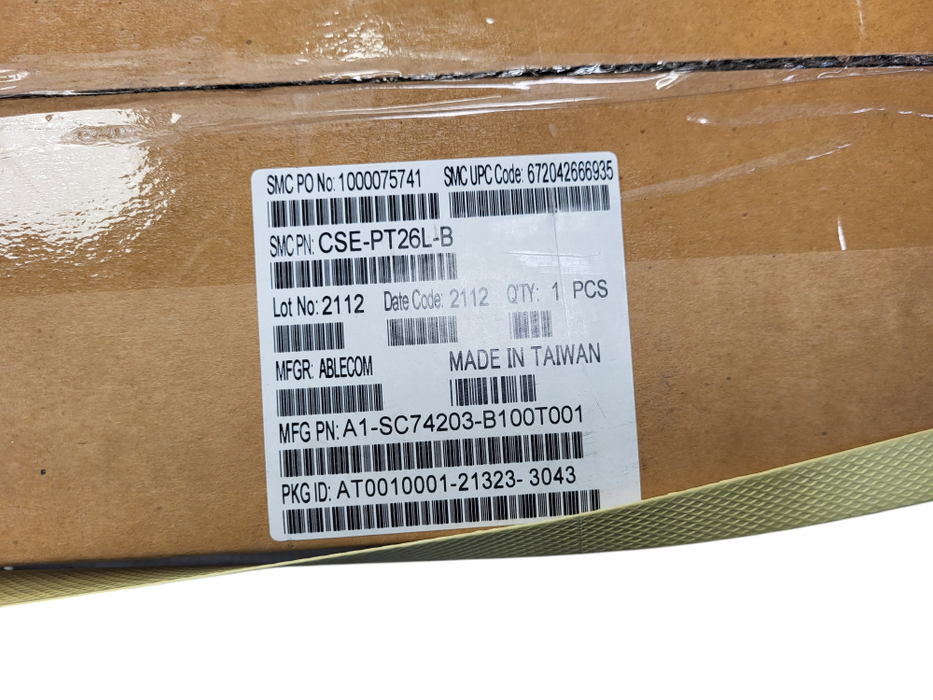 SMC PO No: 1000075741 SMC UPC Code: 672042666935
SMC PN: CSE-PT26L-B
Lot No: 2112 Date Code: 2112 Q'TY: 1 PCS
MFGR: ABLECOM MADE IN TAIWAN
MFG PN: A1-SC74203-B100T001
PKG ID: AT0010001-21323- 3043